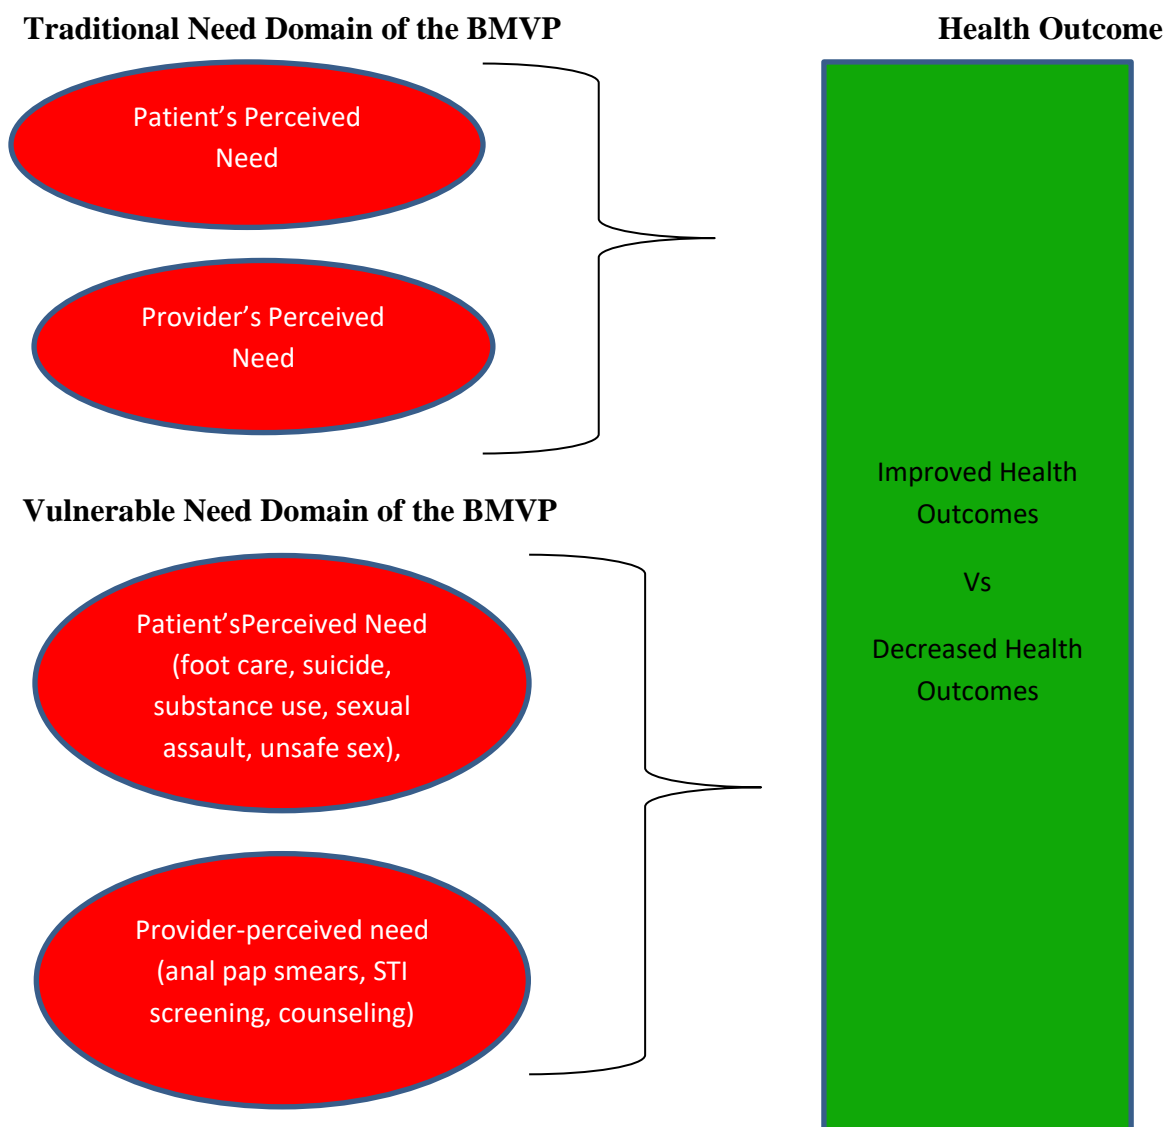 Traditional Need Domain of the BMVP
Health Outcome
Patient’s Perceived
Need
Provider’s Perceived
Need
Vulnerable Need Domain of the BMVP
Patient’sPerceived Need
(foot care, suicide,
substance use, sexual
assault, unsafe sex),
Provider-perceived need
(anal pap smears, STI
screening, counseling)
Improved Health
Outcomes
Vs
Decreased Health
Outcomes